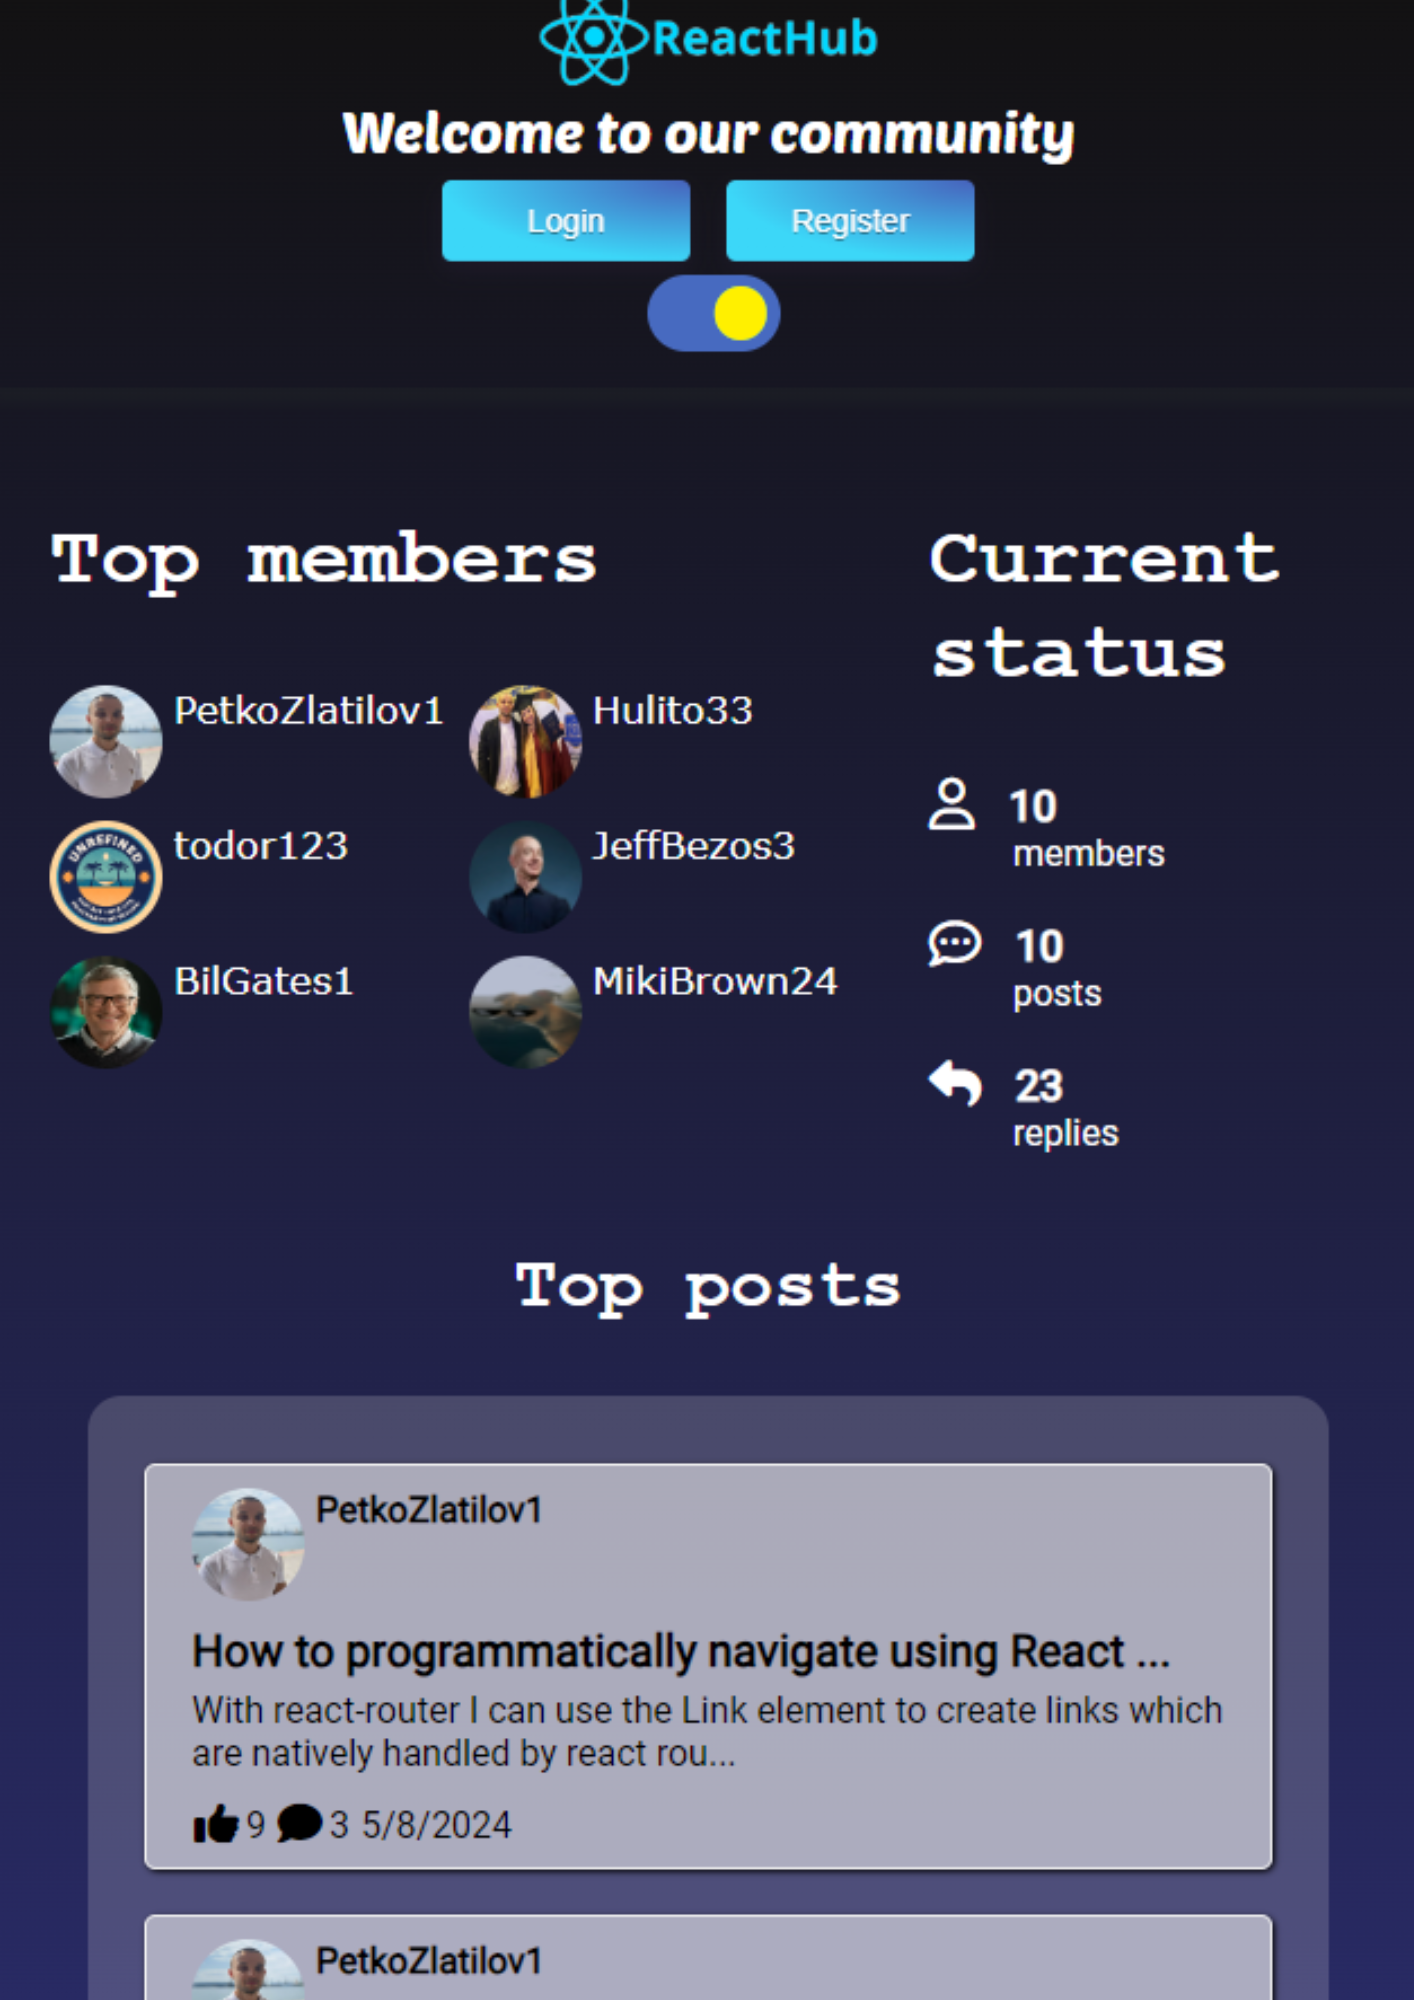 ReactHub
Welcome to our community
Login
Register
Top members
PetkoZlatilov1
Hulito33
todor123
JeffBezos3
BilGates1
MikiBrown24
Current
status
10
members
10
posts
23
replies
UNREFINED
Top posts
PetkoZlatilov1
How to programmatically navigate using React ...
With react-router I can use the Link element to create links which
are natively handled by react rou...
9 3 5/8/2024
PetkoZlatilov1